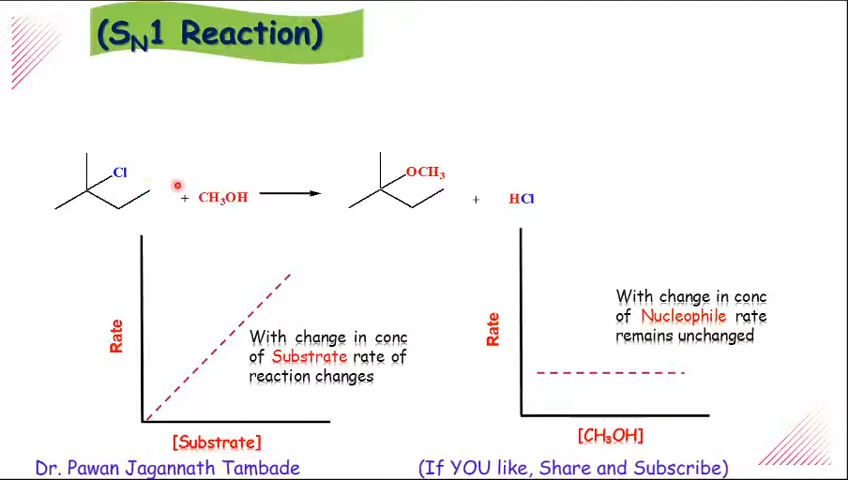 (SN1 Reaction)
Cl
+ CH3OH
OCH3
+ HCl
Rate
With change in conc
of Substrate rate of
reaction changes
[Substrate]
Rate
With change in conc
of Nucleophile rate
remains unchanged
[CH3OH]
Dr. Pawan Jagannath Tambade
(If YOU like, Share and Subscribe)